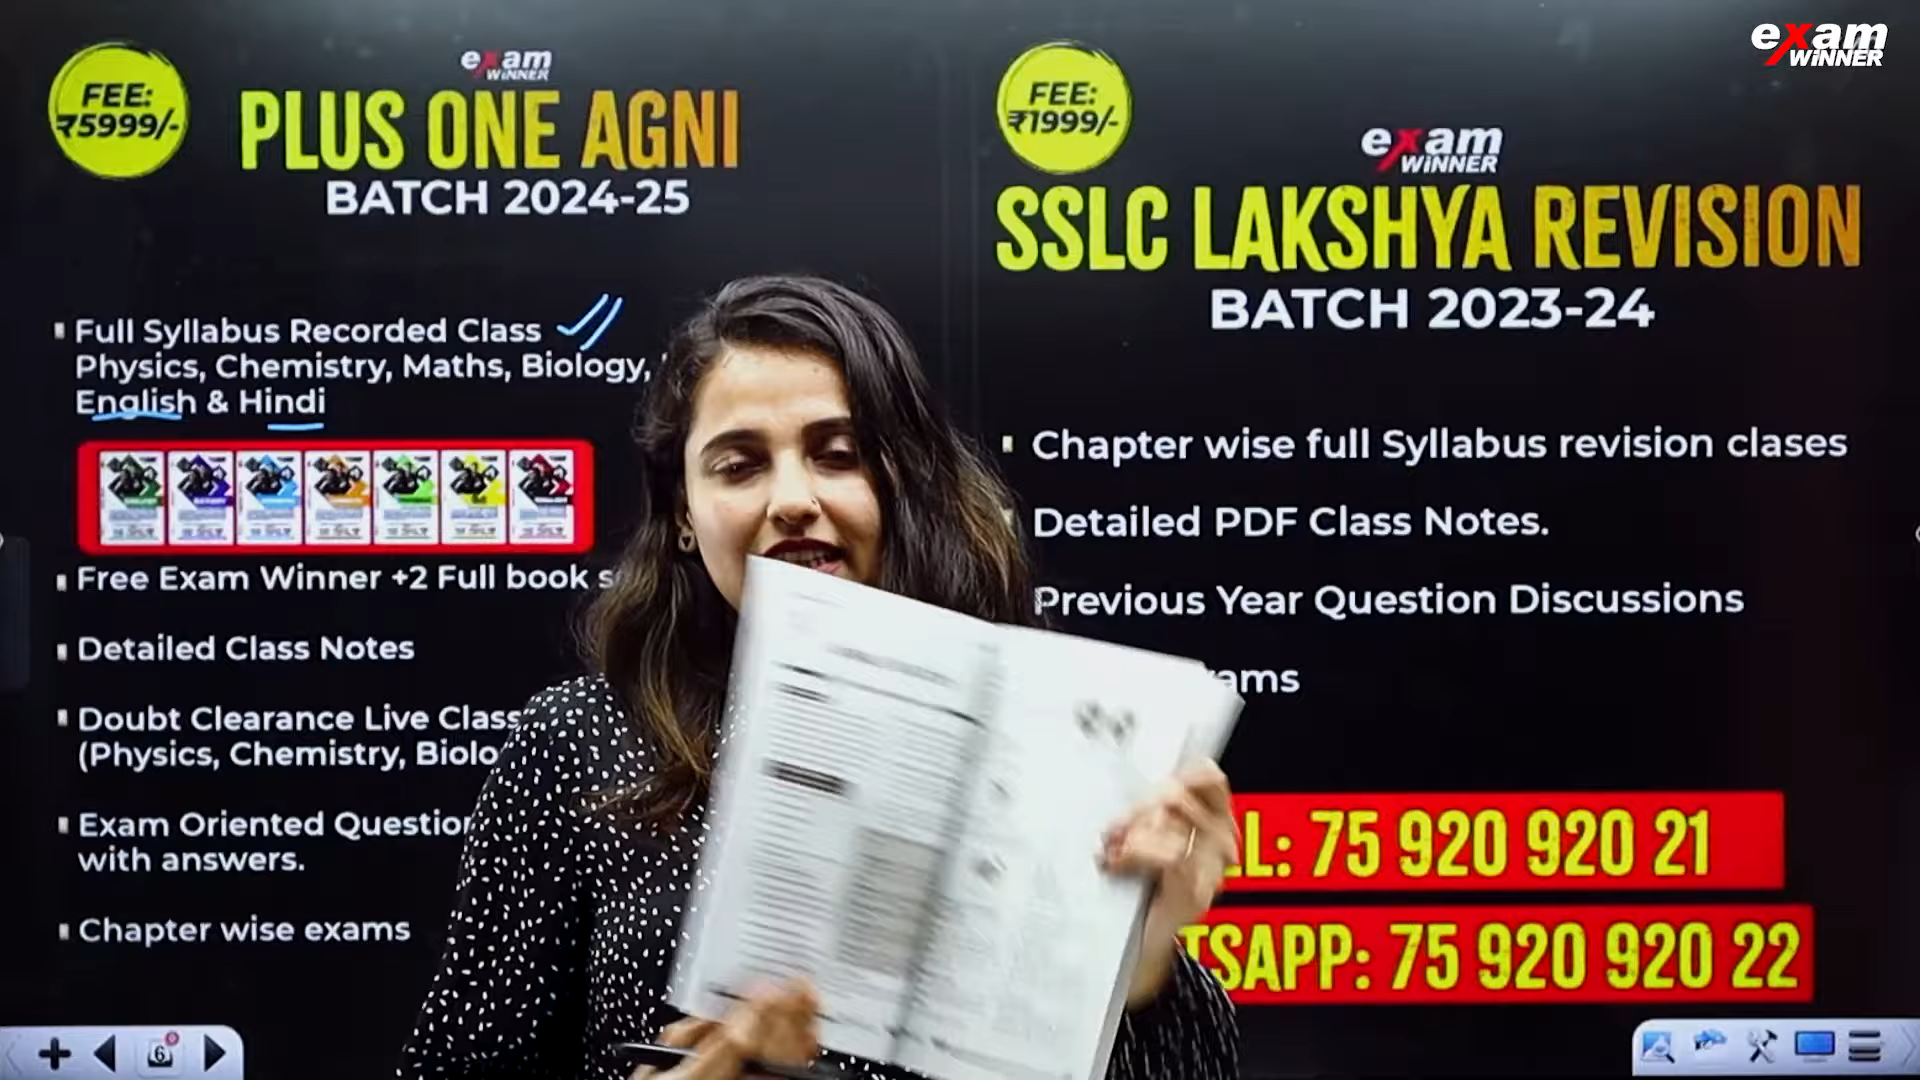 exam
WiNNER
FEE:
₹5999/-
exam
WiNNER
PLUS ONE AGNI
BATCH 2024-25
Full Syllabus Recorded Class
Physics, Chemistry, Maths, Biology,
English & Hindi
Free Exam Winner +2 Full book
Detailed Class Notes
Doubt Clearance Live Class
(Physics, Chemistry,
Exam Oriented
with answers.
Chapter wise exams
FEE:
₹1999/-
exam
WiNNER
SSLC LAKSHYA REVISION
BATCH 2023-24
Chapter wise full Syllabus revision clases
Detailed PDF Class Notes.
Previous Year Question Discussions
75 920 920 21
75 920 920 22
6